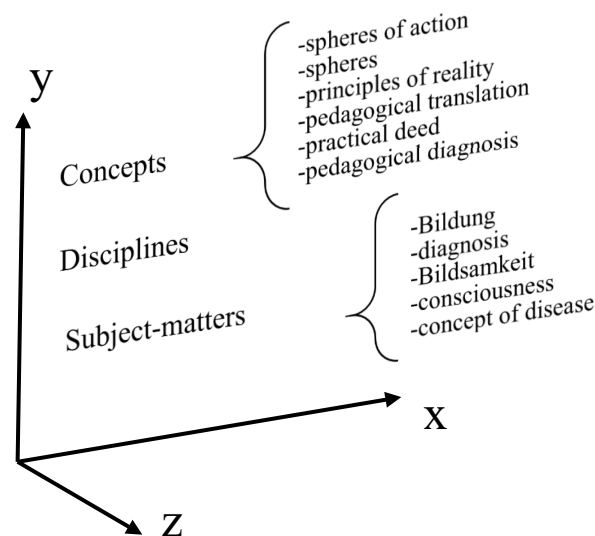 y
Concepts
-spheres of action
-spheres
-principles of reality
-pedagogical translation
-practical deed
-pedagogical diagnosis
Disciplines
Subject-matters
-Bildung
-diagnosis
-Bildsamkeit
-consciousness
-concept of disease
x
z